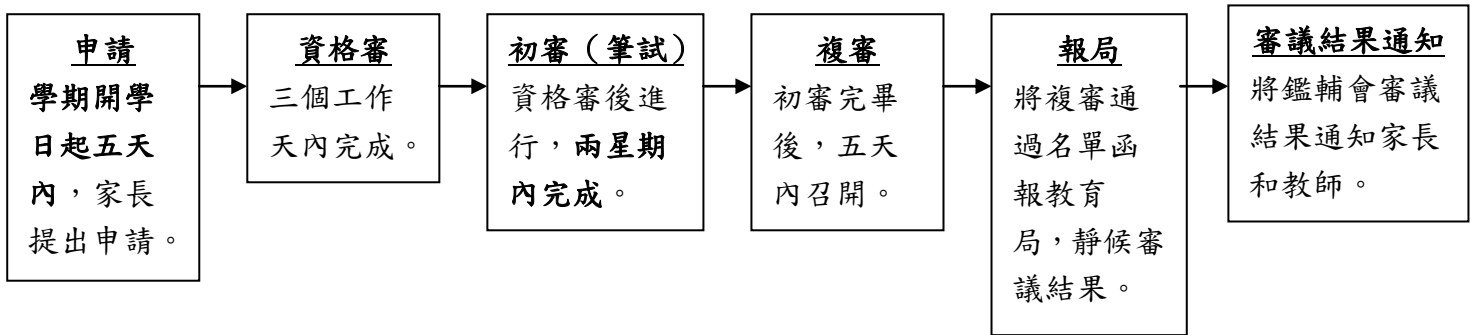 申請
學期開學
日起五天
內，家長
提出申請。
資格審
三個工作
天內完成。
初審（筆試）
資格審後進
行，兩星期
內完成。
複審
初審完畢
後，五天
內召開。
報局
將複審通
過名單函
報教育
局，靜候審
議結果。
審議結果通知
將鑑輔會審議
結果通知家長
和教師。